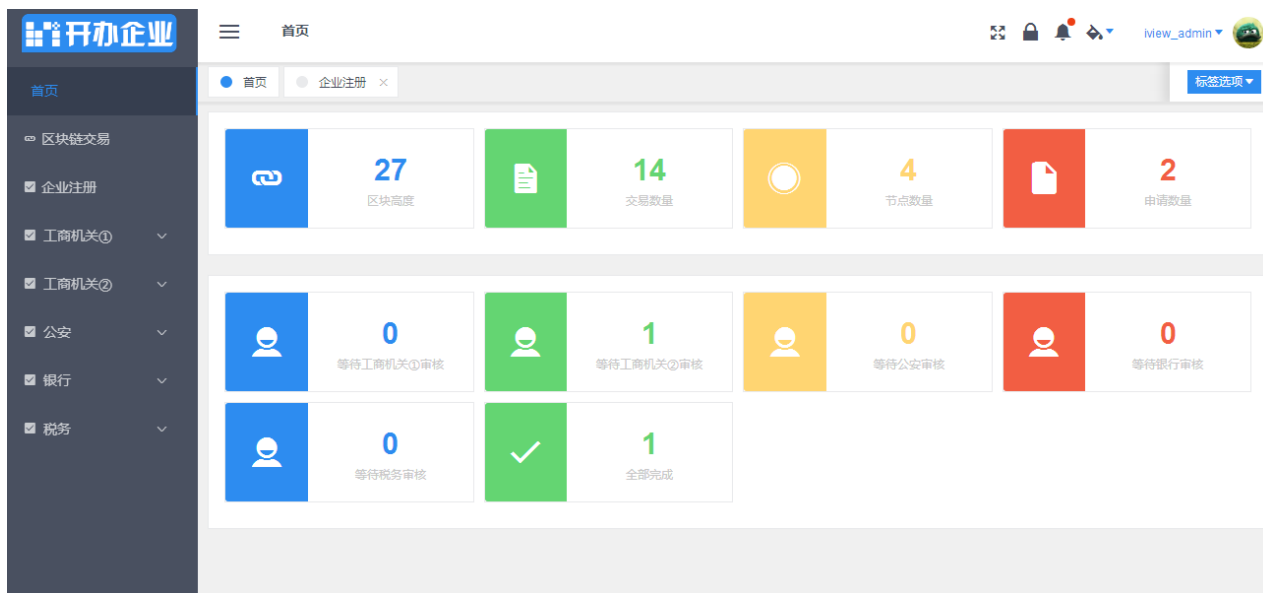 开办企业
首页
iview_admin
首页
企业注册
标签选项
首页
区块链交易
企业注册
工商机关①
工商机关②
公安
银行
税务
27
区块高度
14
交易数量
4
节点数量
2
申请数量
0
等待工商机关①审核
1
等待工商机关②审核
0
等待公安审核
0
等待银行审核
0
等待税务审核
1
全部完成